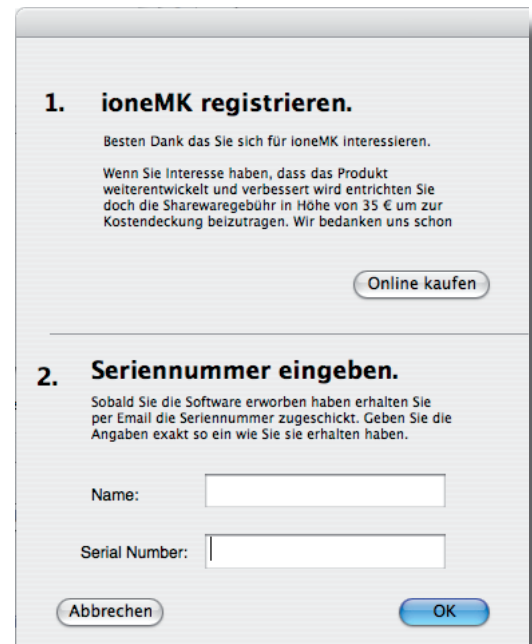 1. ioneMK registrieren.
Besten Dank das Sie sich für ioneMK interessieren.
Wenn Sie Interesse haben, dass das Produkt
weiterentwickelt und verbessert wird entrichten Sie
doch die Sharewaregebühr in Höhe von 35 € um zur
Kostendeckung beizutragen. Wir bedanken uns schon
Online kaufen
2. Seriennummer eingeben.
Sobald Sie die Software erworben haben erhalten Sie
per Email die Seriennummer zugeschickt. Geben Sie die
Angaben exakt so ein wie Sie sie erhalten haben.
Name:
Serial Number:
Abbrechen
OK